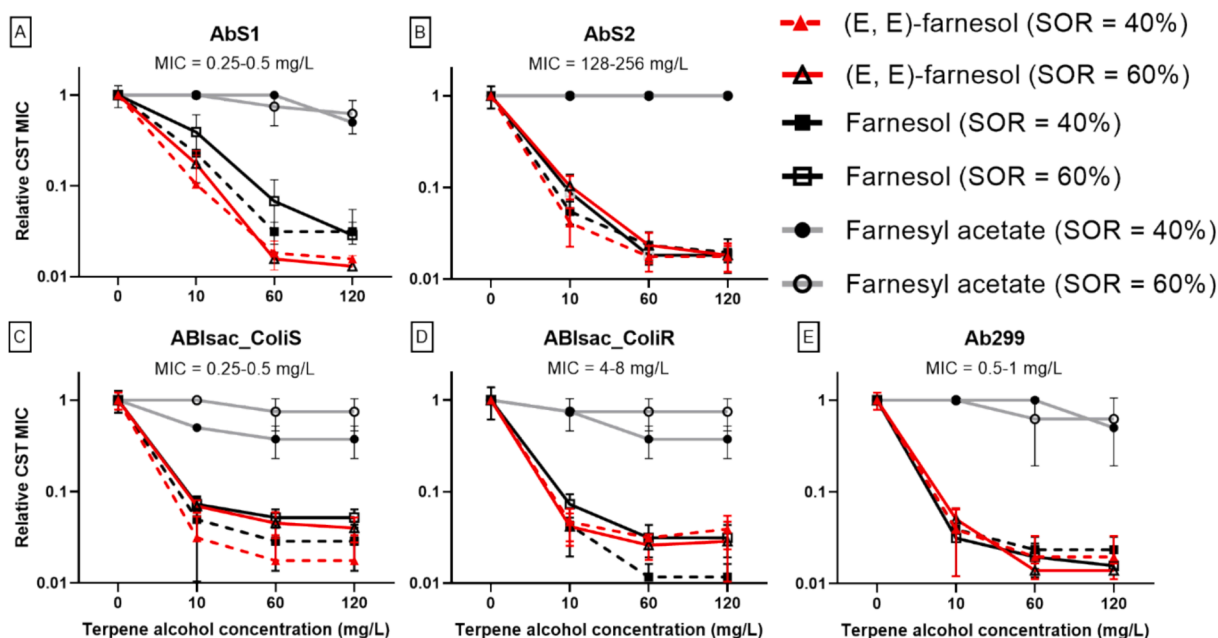 A
AbS1
MIC = 0.25-0.5 mg/L
Relative CST MIC
1
0.1
0.01
0
10
60
120
B
AbS2
MIC = 128-256 mg/L
1
0.1
0.01
0
10
60
120
(E, E)-farnesol (SOR = 40%)
(E, E)-farnesol (SOR = 60%)
Farnesol (SOR = 40%)
Farnesol (SOR = 60%)
Farnesyl acetate (SOR = 40%)
Farnesyl acetate (SOR = 60%)
C
ABIsac_ColiS
MIC = 0.25-0.5 mg/L
Relative CST MIC
1
0.1
0.01
0
10
60
120
Terpene alcohol concentration (mg/L)
D
ABIsac_ColiR
MIC = 4-8 mg/L
1
0.1
0.01
0
10
60
120
Terpene alcohol concentration (mg/L)
E
Ab299
MIC = 0.5-1 mg/L
1
0.1
0.01
0
10
60
120
Terpene alcohol concentration (mg/L)